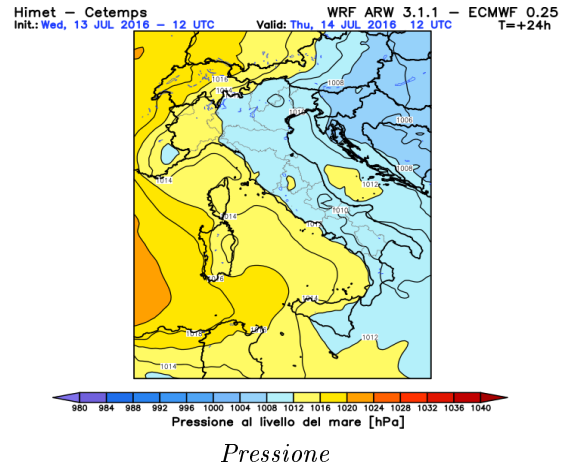 Himet – Cetemps WRF ARW 3.1.1 – ECMWF 0.25
Init.: Wed, 13 JUL 2016 – 12 UTC Valid: Thu, 14 JUL 2016 12 UTC T=+24h
1016
1008
1006
1008
1014
1012
1014
1010
1014
1016
1012
1014
980 984 988 992 996 1000 1004 1008 1012 1016 1020 1024 1028 1032 1036 1040
Pressione al livello del mare [hPa]
Pressione